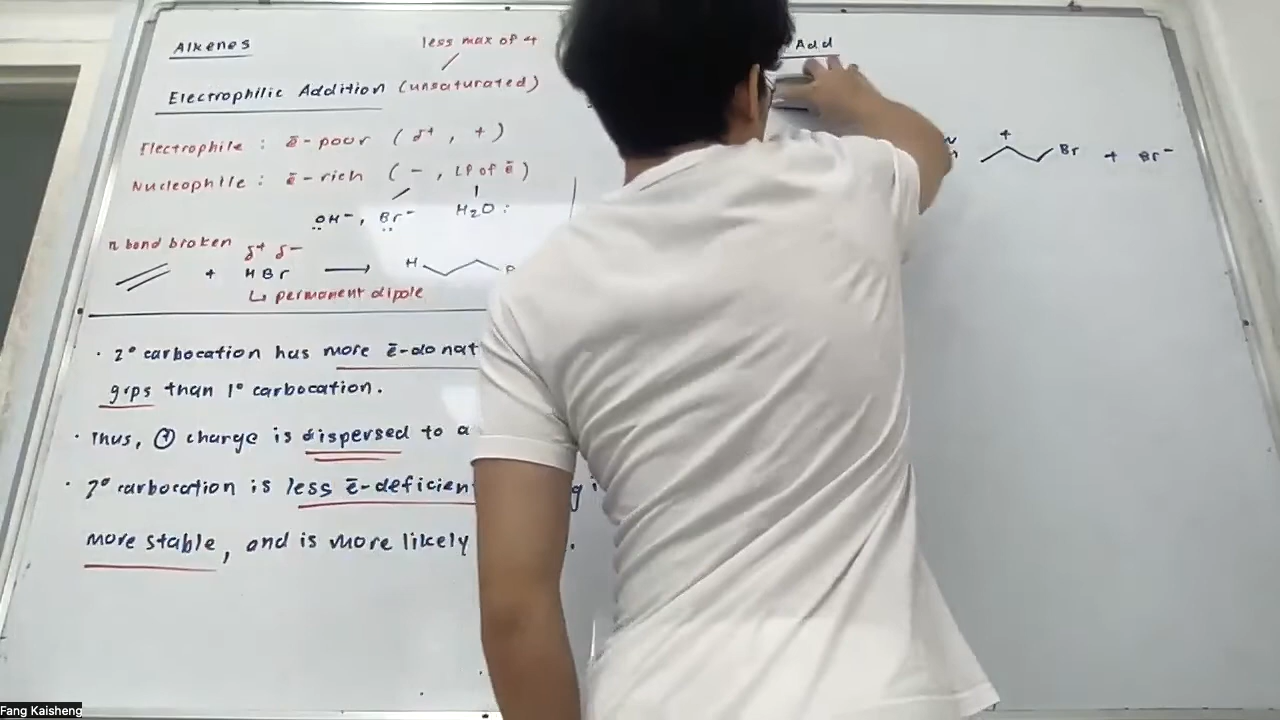 Alkenes
less max of 4
Electrophilic Addition (unsaturated)
Electrophile : ē-poor ( δ+ , + )
Nucleophile : ē-rich ( - , LP of ē )
OH⁻, Br⁻ H₂O :
π bond broken δ+ δ-
+ HBr ⟶ H
↳ permanent dipole
· 2° carbocation has more ē-donat
grps than 1° carbocation.
· Thus, ⊕ charge is dispersed to a
· 2° carbocation is less ē-deficien
more stable, and is more likely
Add
+ Br + Br⁻
Fang Kaisheng